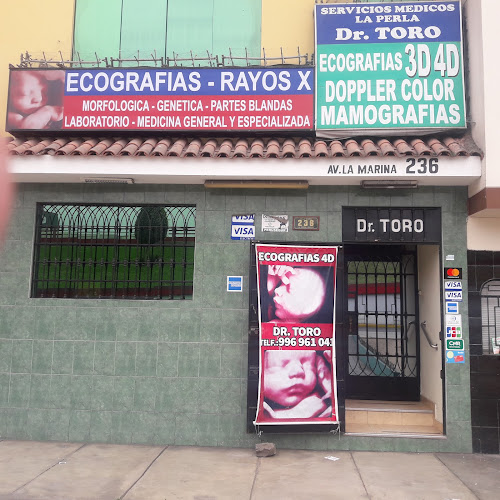 ECOGRAFIAS - RAYOS X
MORFOLOGICA - GENETICA - PARTES BLANDAS
LABORATORIO - MEDICINA GENERAL Y ESPECIALIZADA
SERVICIOS MEDICOS
LA PERLA
Dr. TORO
ECOGRAFIAS 3D 4D
DOPPLER COLOR
MAMOGRAFIAS
AV. LA MARINA 236
VISA
VISA
238
Dr. TORO
ECOGRAFIAS 4D
DR. TORO
TELF.: 996 961 041
VISA
VISA
JCB